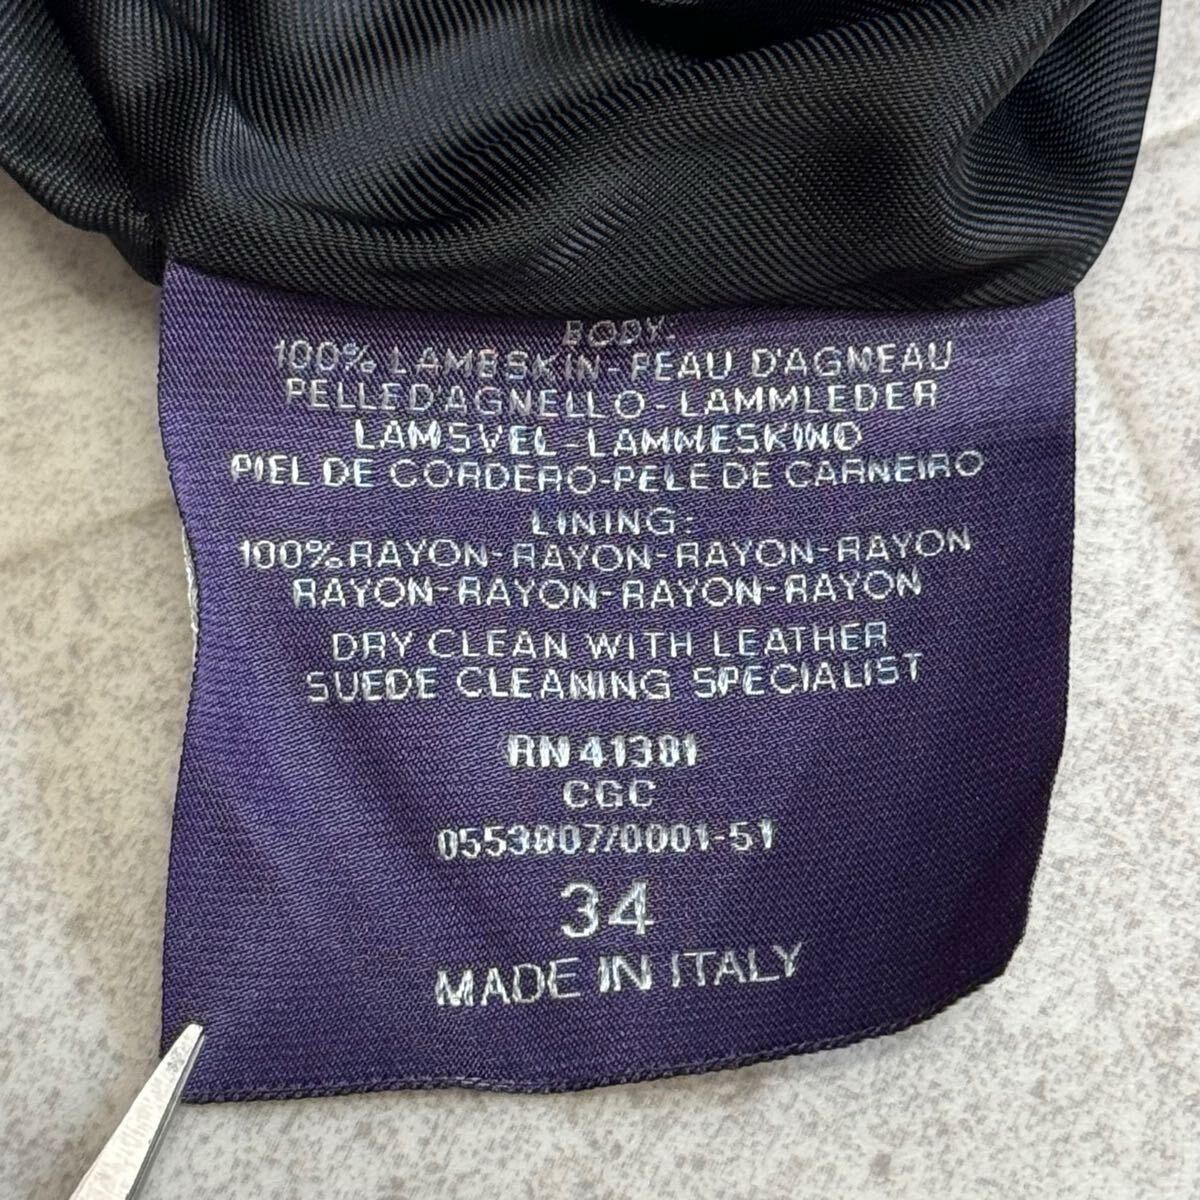 BODY:
100% LAMBSKIN-PEAU D'AGNEAU
PELLE D'AGNELLO-LAMMLEDER
LAMSVEL-LAMMESKIND
PIEL DE CORDERO-PELE DE CARNEIRO
LINING:
100%RAYON-RAYON-RAYON-RAYON
RAYON-RAYON-RAYON-RAYON
DRY CLEAN WITH LEATHER
SUEDE CLEANING SPECIALIST
RN 41381
CGC
0553807/0001-51
34
MADE IN ITALY